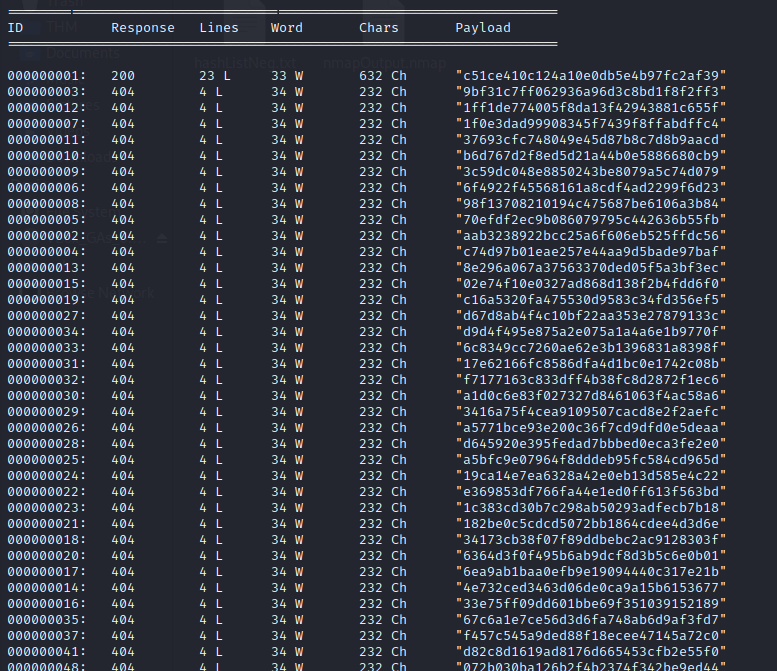 ID Response Lines Word Chars Payload
000000001: 200 23 L 33 W 632 Ch "c51ce410c124a10e0db5e4b97fc2af39"
000000003: 404 4 L 34 W 232 Ch "9bf31c7ff062936a96d3c8bd1f8f2ff3"
000000012: 404 4 L 34 W 232 Ch "1ff1de774005f8da13f42943881c655f"
000000007: 404 4 L 34 W 232 Ch "1f0e3dad99908345f7439f8ffabdffc4"
000000011: 404 4 L 34 W 232 Ch "37693cfc748049e45d87b8c7d8b9aacd"
000000010: 404 4 L 34 W 232 Ch "b6d767d2f8ed5d21a44b0e5886680cb9"
000000009: 404 4 L 34 W 232 Ch "3c59dc048e8850243be8079a5c74d079"
000000006: 404 4 L 34 W 232 Ch "6f4922f45568161a8cdf4ad2299f6d23"
000000008: 404 4 L 34 W 232 Ch "98f13708210194c475687be6106a3b84"
000000005: 404 4 L 34 W 232 Ch "70efdf2ec9b086079795c442636b55fb"
000000002: 404 4 L 34 W 232 Ch "aab3238922bcc25a6f606eb525ffdc56"
000000004: 404 4 L 34 W 232 Ch "c74d97b01eae257e44aa9d5bade97baf"
000000013: 404 4 L 34 W 232 Ch "8e296a067a37563370ded05f5a3bf3ec"
000000015: 404 4 L 34 W 232 Ch "02e74f10e0327ad868d138f2b4fdd6f0"
000000019: 404 4 L 34 W 232 Ch "c16a5320fa475530d9583c34fd356ef5"
000000027: 404 4 L 34 W 232 Ch "d67d8ab4f4c10bf22aa353e27879133c"
000000034: 404 4 L 34 W 232 Ch "d9d4f495e875a2e075a1a4a6e1b9770f"
000000033: 404 4 L 34 W 232 Ch "6c8349cc7260ae62e3b1396831a8398f"
000000031: 404 4 L 34 W 232 Ch "17e62166fc8586dfa4d1bc0e1742c08b"
000000032: 404 4 L 34 W 232 Ch "f7177163c833dff4b38fc8d2872f1ec6"
000000030: 404 4 L 34 W 232 Ch "a1d0c6e83f027327d8461063f4ac58a6"
000000029: 404 4 L 34 W 232 Ch "3416a75f4cea9109507cacd8e2f2aefc"
000000026: 404 4 L 34 W 232 Ch "a5771bce93e200c36f7cd9dfd0e5deaa"
000000028: 404 4 L 34 W 232 Ch "d645920e395fedad7bbbed0eca3fe2e0"
000000025: 404 4 L 34 W 232 Ch "a5bfc9e07964f8dddeb95fc584cd965d"
000000024: 404 4 L 34 W 232 Ch "19ca14e7ea6328a42e0eb13d585e4c22"
000000022: 404 4 L 34 W 232 Ch "e369853df766fa44e1ed0ff613f563bd"
000000023: 404 4 L 34 W 232 Ch "1c383cd30b7c298ab50293adfecb7b18"
000000021: 404 4 L 34 W 232 Ch "182be0c5cdcd5072bb1864cdee4d3d6e"
000000018: 404 4 L 34 W 232 Ch "34173cb38f07f89ddbebc2ac9128303f"
000000020: 404 4 L 34 W 232 Ch "6364d3f0f495b6ab9dcf8d3b5c6e0b01"
000000017: 404 4 L 34 W 232 Ch "6ea9ab1baa0efb9e19094440c317e21b"
000000014: 404 4 L 34 W 232 Ch "4e732ced3463d06de0ca9a15b6153677"
000000016: 404 4 L 34 W 232 Ch "33e75ff09dd601bbe69f351039152189"
000000035: 404 4 L 34 W 232 Ch "67c6a1e7ce56d3d6fa748ab6d9af3fd7"
000000037: 404 4 L 34 W 232 Ch "f457c545a9ded88f18ecee47145a72c0"
000000041: 404 4 L 34 W 232 Ch "d82c8d1619ad8176d665453cfb2e55f0"
000000048: 404 4 L 34 W 232 Ch "072b030ba126b2f4b2374f342be9ed44"